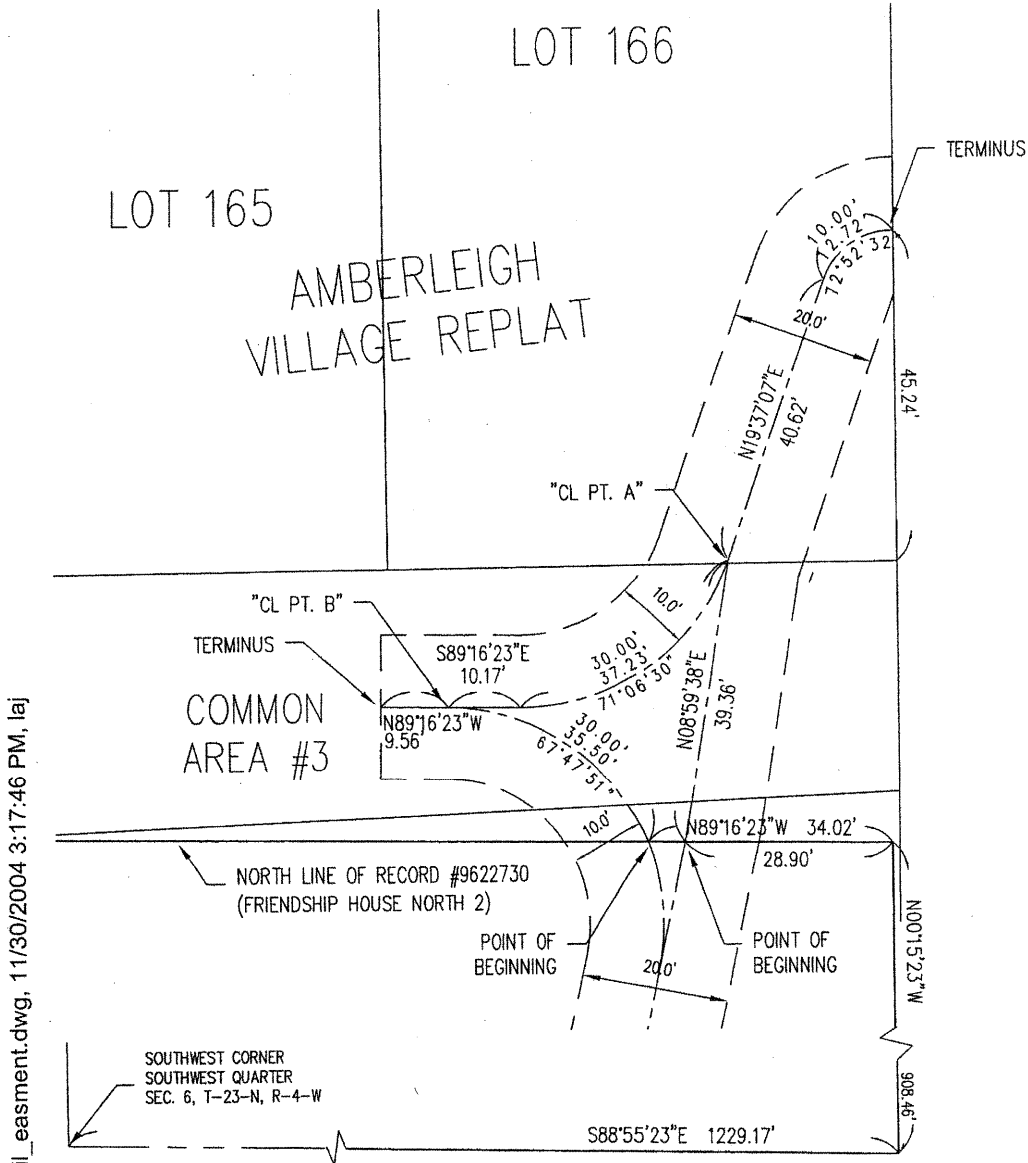 LOT 166
TERMINUS
LOT 165
10.00'
12.72'
72°52'32
AMBERLEIGH
VILLAGE REPLAT
20.0'
45.24'
N19°37'07"E
40.62'
"CL PT. A"
"CL PT. B"
TERMINUS
10.0'
S89°16'23"E
10.17'
30.00'
37.23'
71°06'30"
N08°59'38"E
39.36'
COMMON
AREA #3
N89°16'23"W
9.56'
30.00'
35.50'
67°47'51"
10.0'
N89°16'23"W 34.02'
28.90'
NORTH LINE OF RECORD #9622730
(FRIENDSHIP HOUSE NORTH 2)
POINT OF
BEGINNING
POINT OF
BEGINNING
20.0'
N00°15'23"W
908.46'
SOUTHWEST CORNER
SOUTHWEST QUARTER
SEC. 6, T-23-N, R-4-W
S88°55'23"E 1229.17'
il_easment.dwg, 11/30/2004 3:17:46 PM, laj